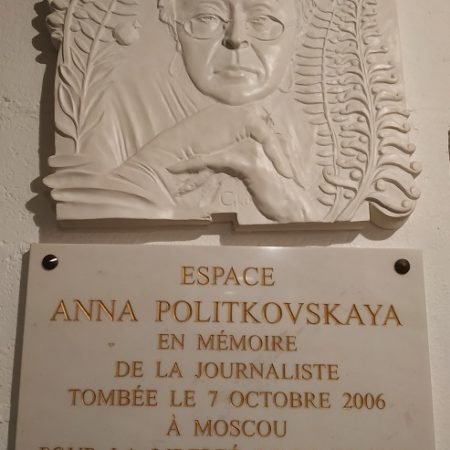 ESPACE
ANNA POLITKOVSKAYA
EN MÉMOIRE
DE LA JOURNALISTE
TOMBÉE LE 7 OCTOBRE 2006
À MOSCOU